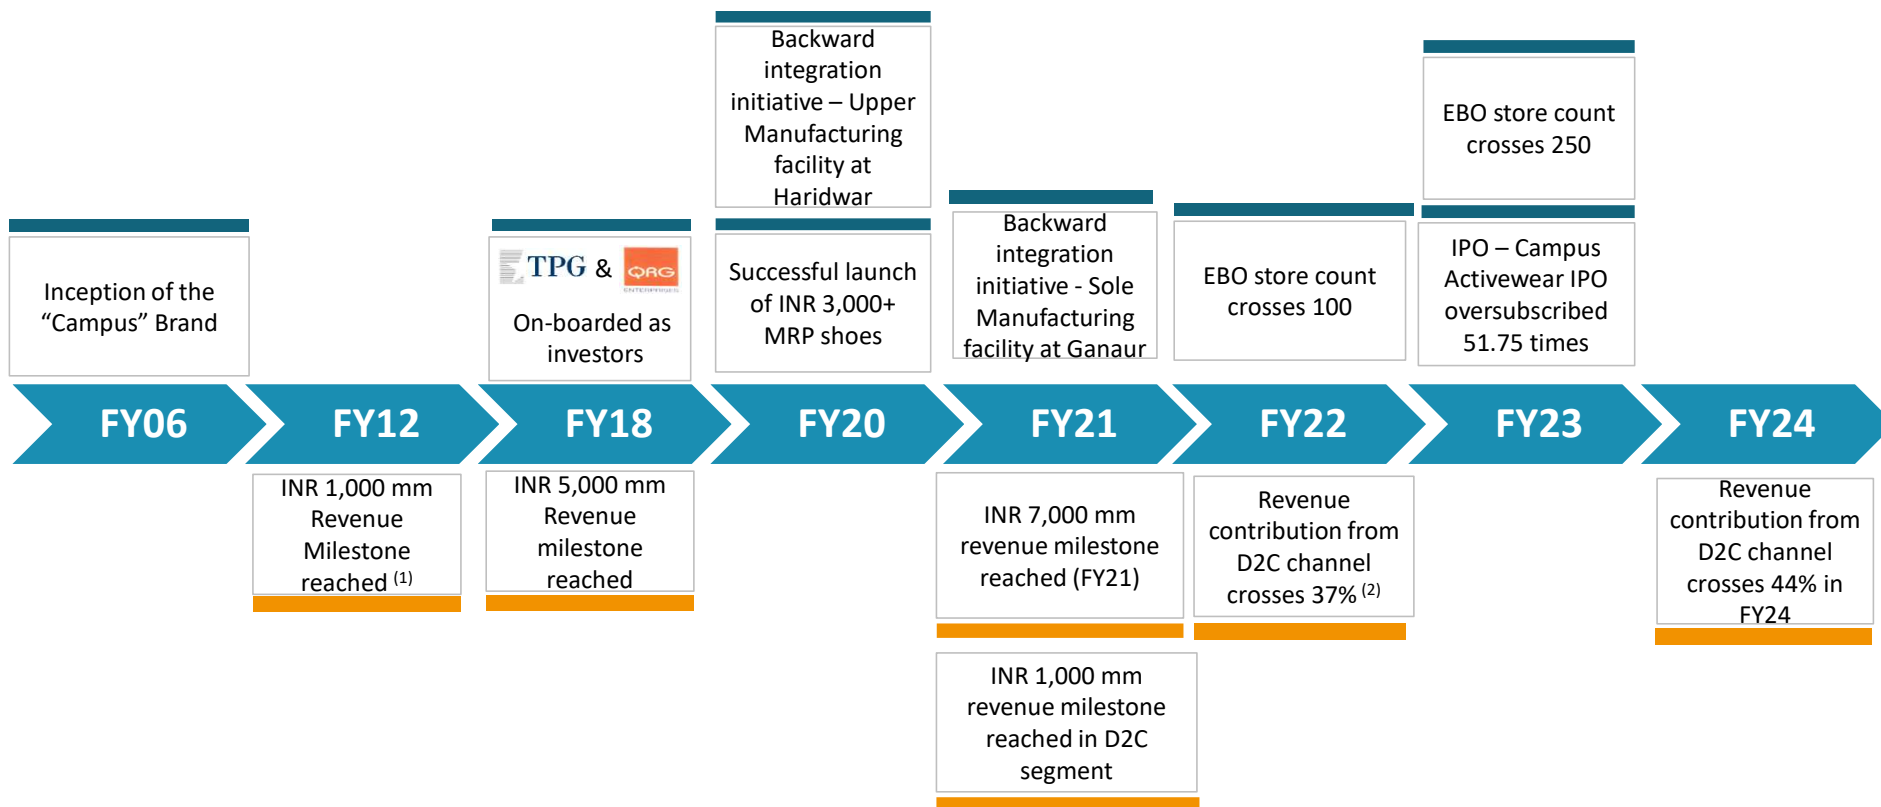 Backward
integration
initiative – Upper
Manufacturing
facility at
Haridwar
EBO store count
crosses 250
Inception of the
“Campus” Brand
TPG & QRG
ENTERPRISES
On-boarded as
investors
Successful launch
of INR 3,000+
MRP shoes
Backward
integration
initiative - Sole
Manufacturing
facility at Ganaur
EBO store count
crosses 100
IPO – Campus
Activewear IPO
oversubscribed
51.75 times
FY06
FY12
FY18
FY20
FY21
FY22
FY23
FY24
INR 1,000 mm
Revenue
Milestone
reached (1)
INR 5,000 mm
Revenue
milestone
reached
INR 7,000 mm
revenue milestone
reached (FY21)
Revenue
contribution from
D2C channel
crosses 37% (2)
Revenue
contribution from
D2C channel
crosses 44% in
FY24
INR 1,000 mm
revenue milestone
reached in D2C
segment